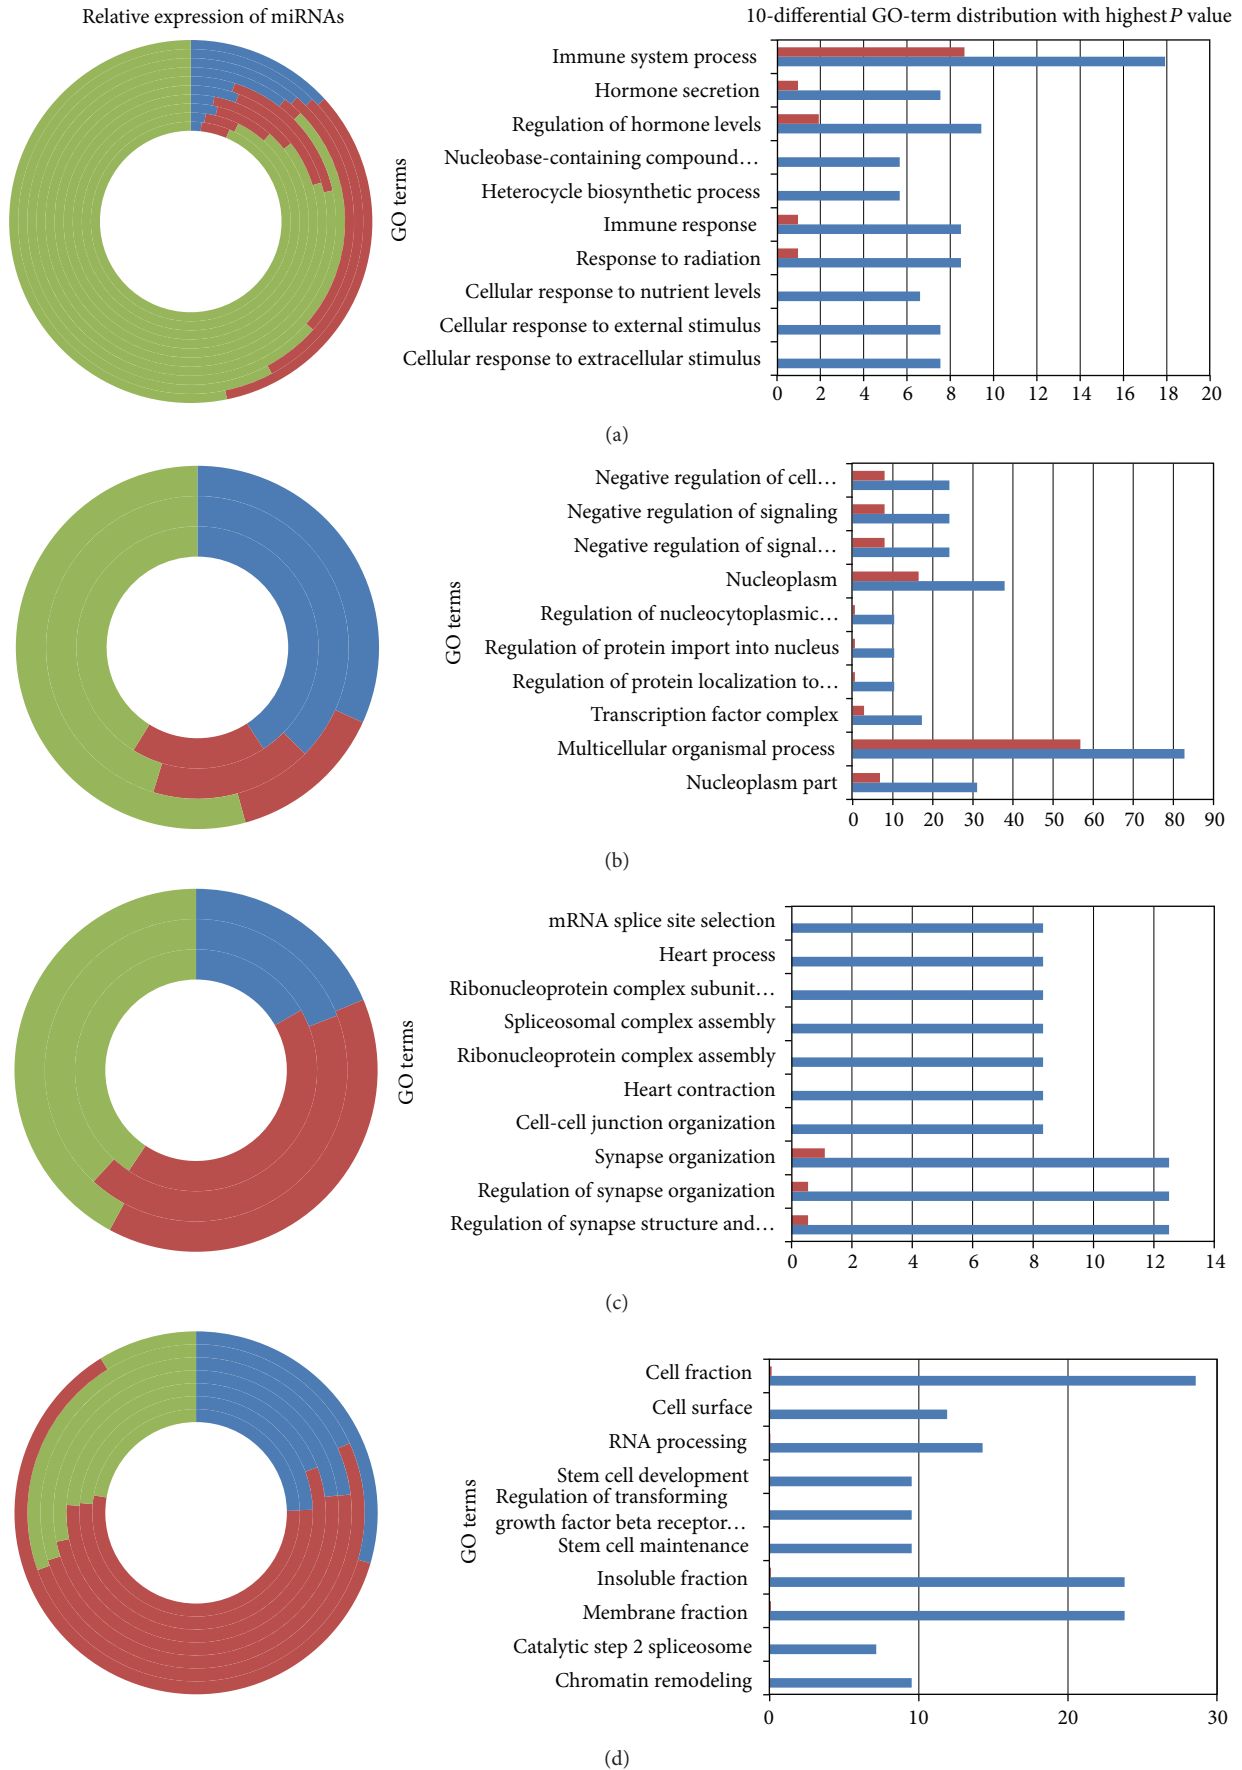 Relative expression of miRNAs
10-differential GO-term distribution with highest P value
GO terms
Immune system process
Hormone secretion
Regulation of hormone levels
Nucleobase-containing compound…
Heterocycle biosynthetic process
Immune response
Response to radiation
Cellular response to nutrient levels
Cellular response to external stimulus
Cellular response to extracellular stimulus
0 2 4 6 8 10 12 14 16 18 20
(a)
GO terms
Negative regulation of cell…
Negative regulation of signaling
Negative regulation of signal…
Nucleoplasm
Regulation of nucleocytoplasmic…
Regulation of protein import into nucleus
Regulation of protein localization to…
Transcription factor complex
Multicellular organismal process
Nucleoplasm part
0 10 20 30 40 50 60 70 80 90
(b)
GO terms
mRNA splice site selection
Heart process
Ribonucleoprotein complex subunit…
Spliceosomal complex assembly
Ribonucleoprotein complex assembly
Heart contraction
Cell-cell junction organization
Synapse organization
Regulation of synapse organization
Regulation of synapse structure and…
0 2 4 6 8 10 12 14
(c)
GO terms
Cell fraction
Cell surface
RNA processing
Stem cell development
Regulation of transforming
growth factor beta receptor…
Stem cell maintenance
Insoluble fraction
Membrane fraction
Catalytic step 2 spliceosome
Chromatin remodeling
0 10 20 30
(d)